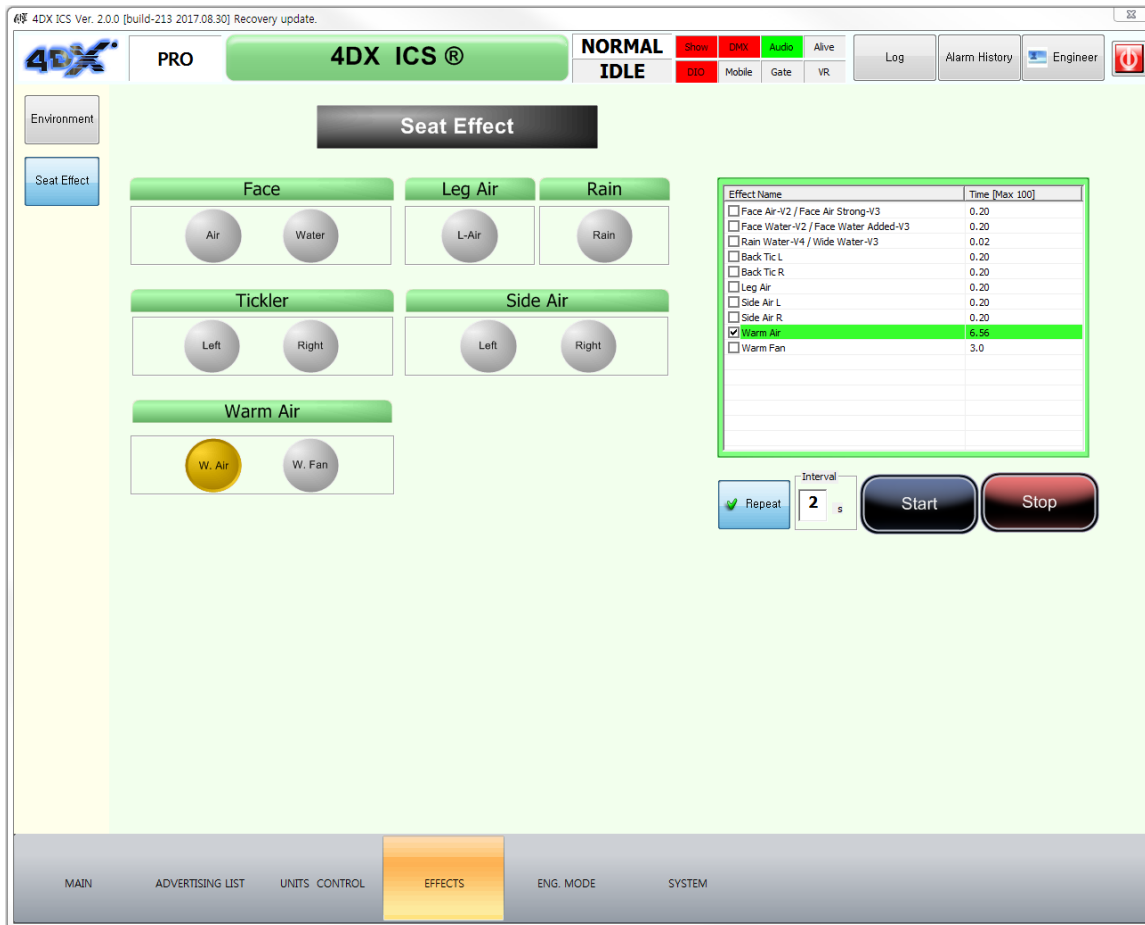 4DX ICS Ver. 2.0.0 [build-213 2017.08.30] Recovery update.
4DX
PRO
4DX ICS ®
NORMAL
IDLE
Show DMX Audio Alive
DIO Mobile Gate VR
Log
Alarm History
Engineer
Environment
Seat Effect
Seat Effect
Face
Air
Water
Leg Air
L-Air
Rain
Rain
Tickler
Left
Right
Side Air
Left
Right
Warm Air
W. Air
W. Fan
Effect Name Time [Max 100]
Face Air-V2 / Face Air Strong-V3 0.20
Face Water-V2 / Face Water Added-V3 0.20
Rain Water-V4 / Wide Water-V3 0.02
Back Tic L 0.20
Back Tic R 0.20
Leg Air 0.20
Side Air L 0.20
Side Air R 0.20
Warm Air 6.56
Warm Fan 3.0
Repeat
Interval
2 s
Start
Stop
MAIN
ADVERTISING LIST
UNITS CONTROL
EFFECTS
ENG. MODE
SYSTEM